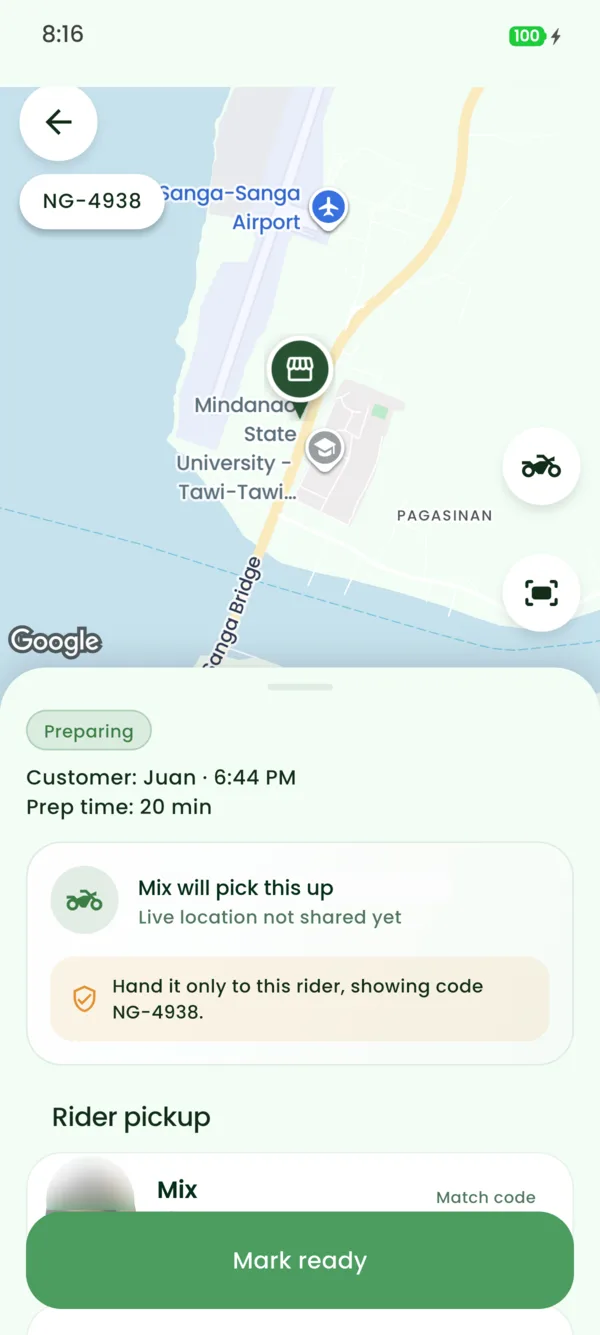 8:16
100
NG-4938
Sanga-Sanga
Airport
Mindanao
State
University -
Tawi-Tawi...
PAGASINAN
Sanga Bridge
Google
Preparing
Customer: Juan · 6:44 PM
Prep time: 20 min
Mix will pick this up
Live location not shared yet
Hand it only to this rider, showing code
NG-4938.
Rider pickup
Mix
Match code
Mark ready